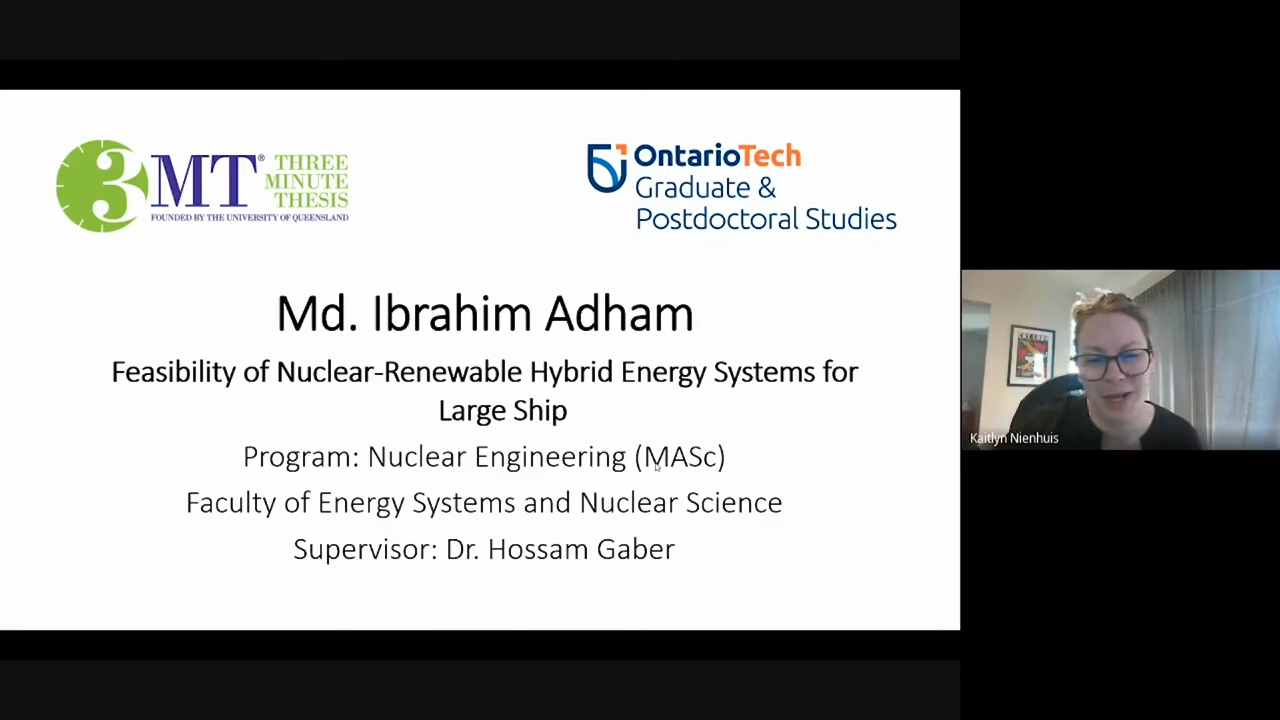 3MT® THREE
MINUTE
THESIS
FOUNDED BY THE UNIVERSITY OF QUEENSLAND
OntarioTech
Graduate &
Postdoctoral Studies
Md. Ibrahim Adham
Feasibility of Nuclear-Renewable Hybrid Energy Systems for
Large Ship
Program: Nuclear Engineering (MASc)
Faculty of Energy Systems and Nuclear Science
Supervisor: Dr. Hossam Gaber
Kaitlyn Nienhuis